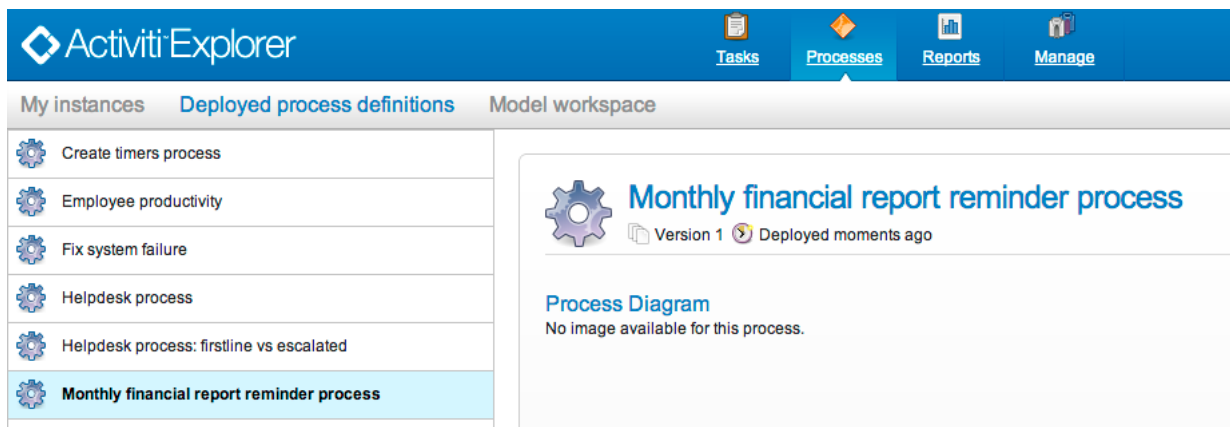 Activiti Explorer
Tasks
Processes
Reports
Manage
My instances
Deployed process definitions
Model workspace
Create timers process
Employee productivity
Fix system failure
Helpdesk process
Helpdesk process: firstline vs escalated
Monthly financial report reminder process
Monthly financial report reminder process
Version 1 Deployed moments ago
Process Diagram
No image available for this process.